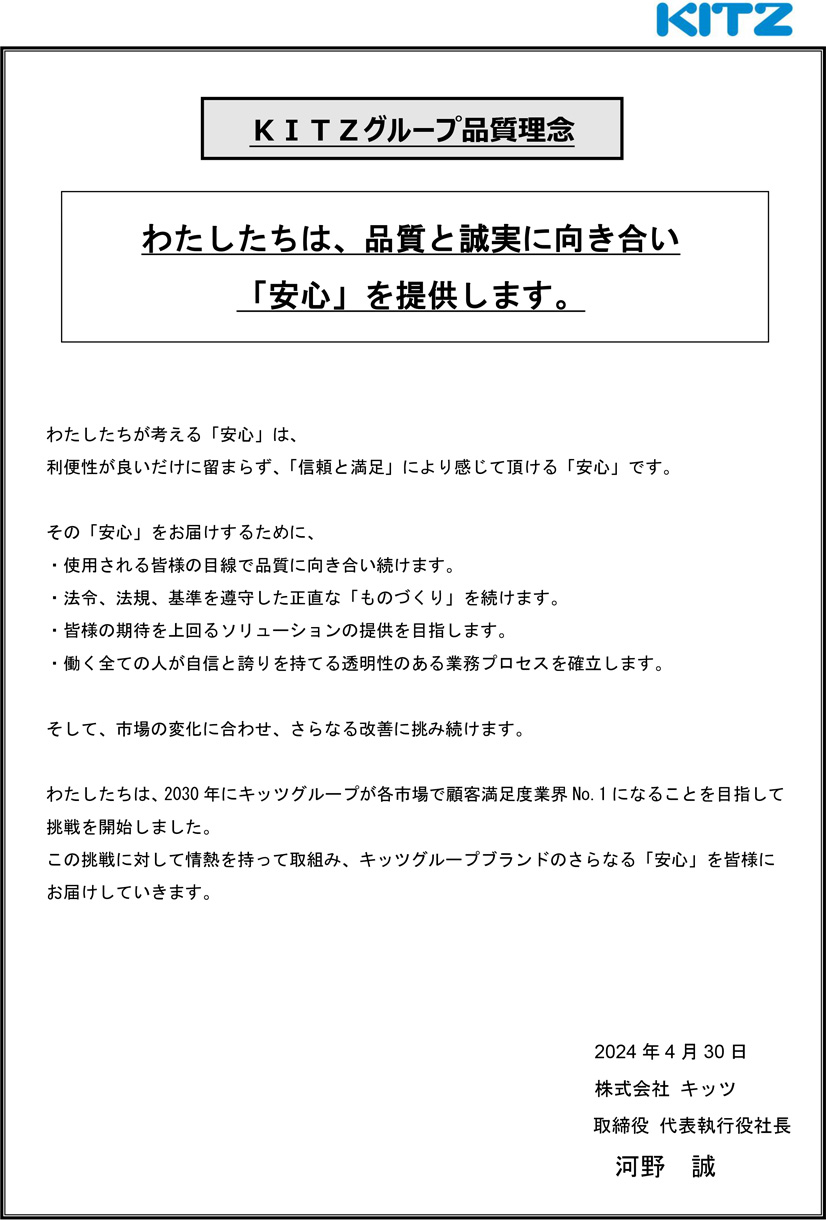 KITZ
ＫＩＴＺグループ品質理念
わたしたちは、品質と誠実に向き合い
「安心」を提供します。
わたしたちが考える「安心」は、
利便性が良いだけに留まらず、「信頼と満足」により感じて頂ける「安心」です。
その「安心」をお届けするために、
・使用される皆様の目線で品質に向き合い続けます。
・法令、法規、基準を遵守した正直な「ものづくり」を続けます。
・皆様の期待を上回るソリューションの提供を目指します。
・働く全ての人が自信と誇りを持てる透明性のある業務プロセスを確立します。
そして、市場の変化に合わせ、さらなる改善に挑み続けます。
わたしたちは、2030 年にキッツグループが各市場で顧客満足度業界 No.1 になることを目指して
挑戦を開始しました。
この挑戦に対して情熱を持って取組み、キッツグループブランドのさらなる「安心」を皆様に
お届けしていきます。
2024 年 4 月 30 日
株式会社 キッツ
取締役 代表執行役社長
河野　誠